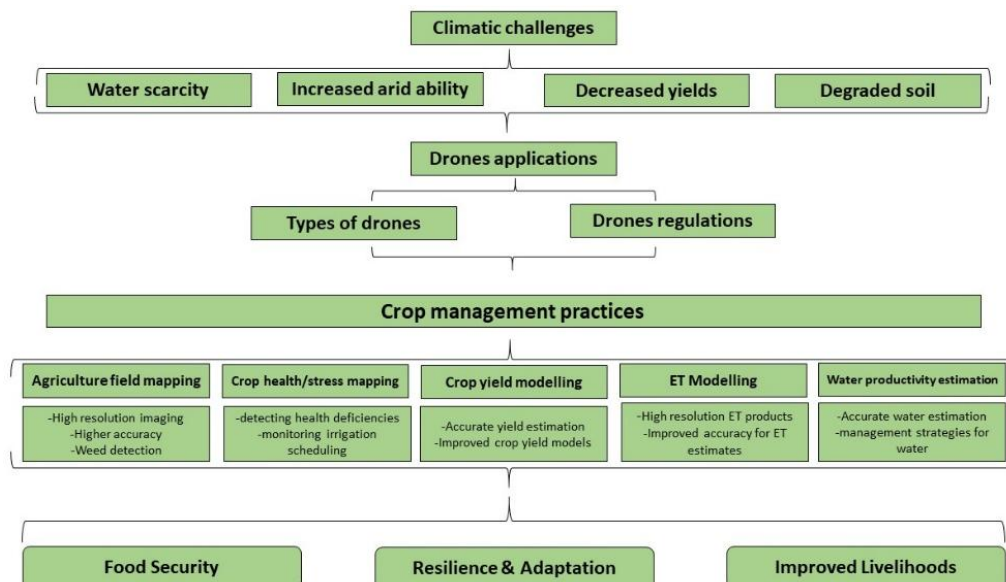 Climatic challenges
Water scarcity
Increased arid ability
Decreased yields
Degraded soil
Drones applications
Types of drones
Drones regulations
Crop management practices
Agriculture field mapping
Crop health/stress mapping
Crop yield modelling
ET Modelling
Water productivity estimation
-High resolution imaging
-Higher accuracy
-Weed detection
-detecting health deficiencies
-monitoring irrigation
scheduling
-Accurate yield estimation
-Improved crop yield models
-High resolution ET products
-Improved accuracy for ET
estimates
-Accurate water estimation
-management strategies for
water
Food Security
Resilience & Adaptation
Improved Livelihoods